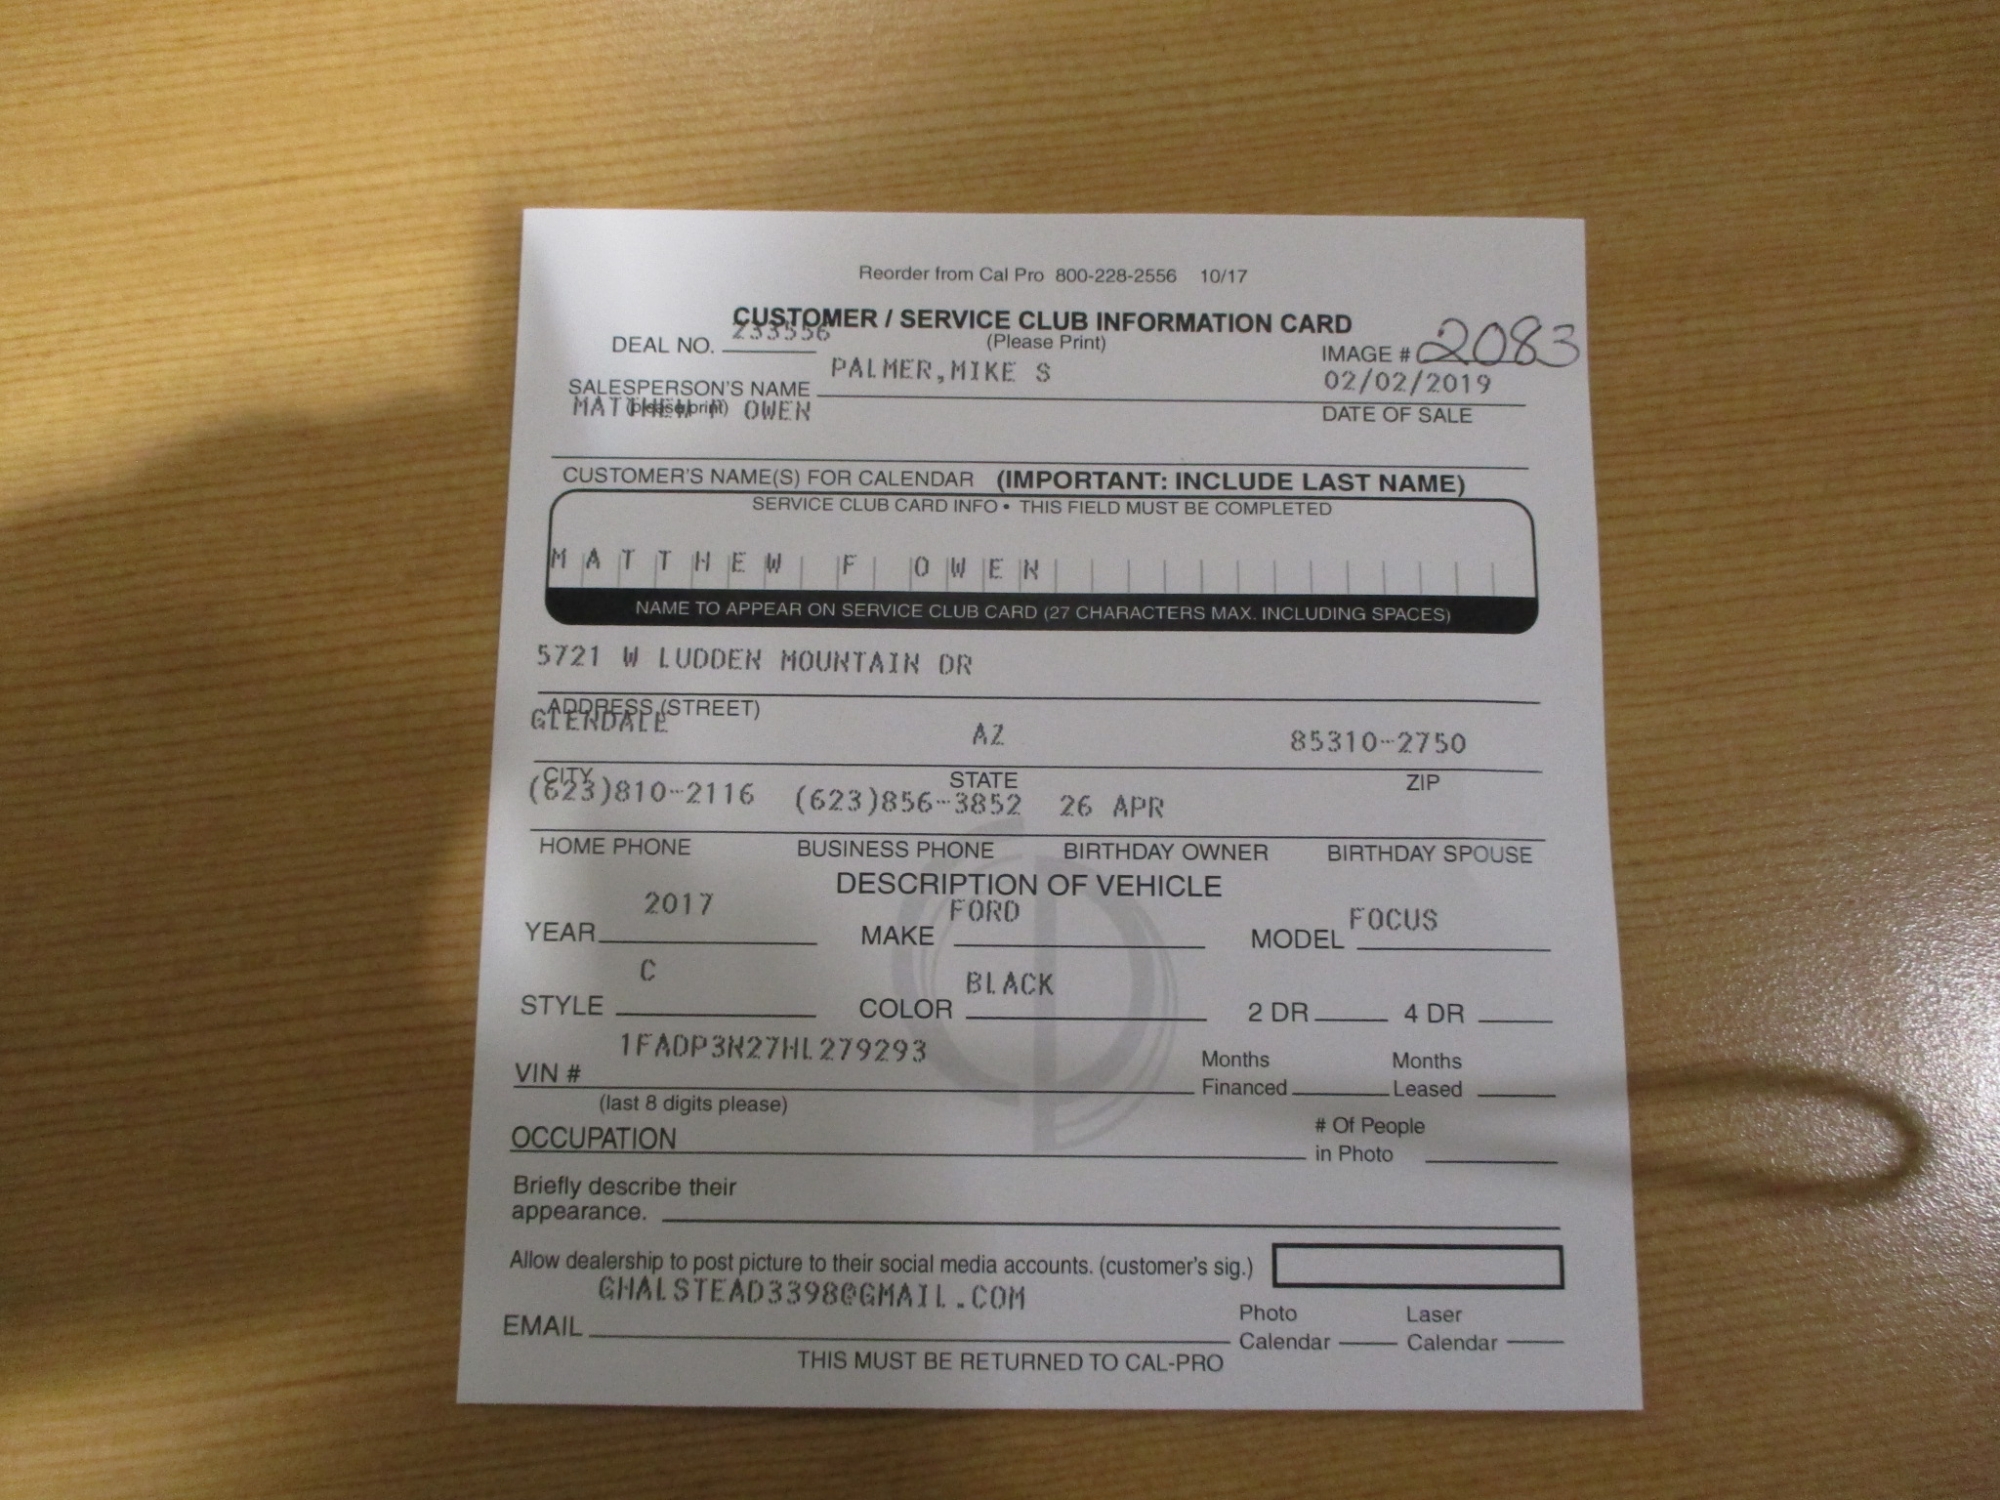 Reorder from Cal Pro 800-228-2556 10/17
CUSTOMER / SERVICE CLUB INFORMATION CARD
DEAL NO. 233556 (Please Print) IMAGE # 2083
SALESPERSON'S NAME PALMER,MIKE S 02/02/2019
(please print) DATE OF SALE
MATTHEW F OWEN
CUSTOMER'S NAME(S) FOR CALENDAR (IMPORTANT: INCLUDE LAST NAME)
SERVICE CLUB CARD INFO • THIS FIELD MUST BE COMPLETED
MATTHEW F OWEN
NAME TO APPEAR ON SERVICE CLUB CARD (27 CHARACTERS MAX. INCLUDING SPACES)
5721 W LUDDEN MOUNTAIN DR
ADDRESS (STREET)
GLENDALE AZ 85310-2750
CITY STATE ZIP
(623)810-2116 (623)856-3852 26 APR
HOME PHONE BUSINESS PHONE BIRTHDAY OWNER BIRTHDAY SPOUSE
DESCRIPTION OF VEHICLE
YEAR 2017 MAKE FORD MODEL FOCUS
STYLE C COLOR BLACK 2 DR 4 DR
VIN # 1FADP3N27HL279293 Months Financed Months Leased
(last 8 digits please)
OCCUPATION # Of People in Photo
Briefly describe their
appearance.
Allow dealership to post picture to their social media accounts. (customer's sig.)
EMAIL GHALSTEAD3398@GMAIL.COM Photo Calendar Laser Calendar
THIS MUST BE RETURNED TO CAL-PRO